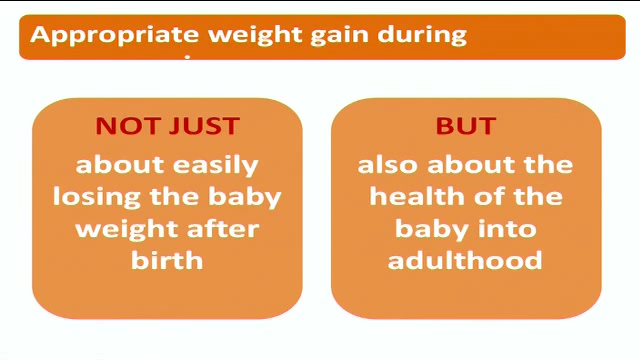 Appropriate weight gain during
NOT JUST
about easily
losing the baby
weight after
birth
BUT
also about the
health of the
baby into
adulthood